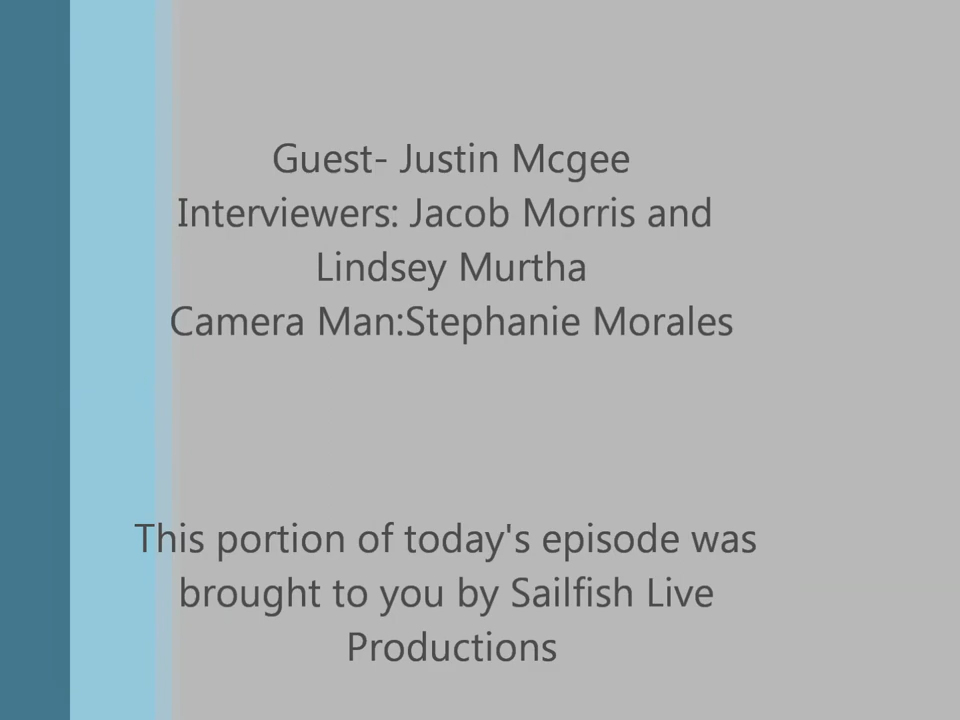 Guest- Justin Mcgee
Interviewers: Jacob Morris and
Lindsey Murtha
Camera Man:Stephanie Morales
This portion of today's episode was
brought to you by Sailfish Live
Productions